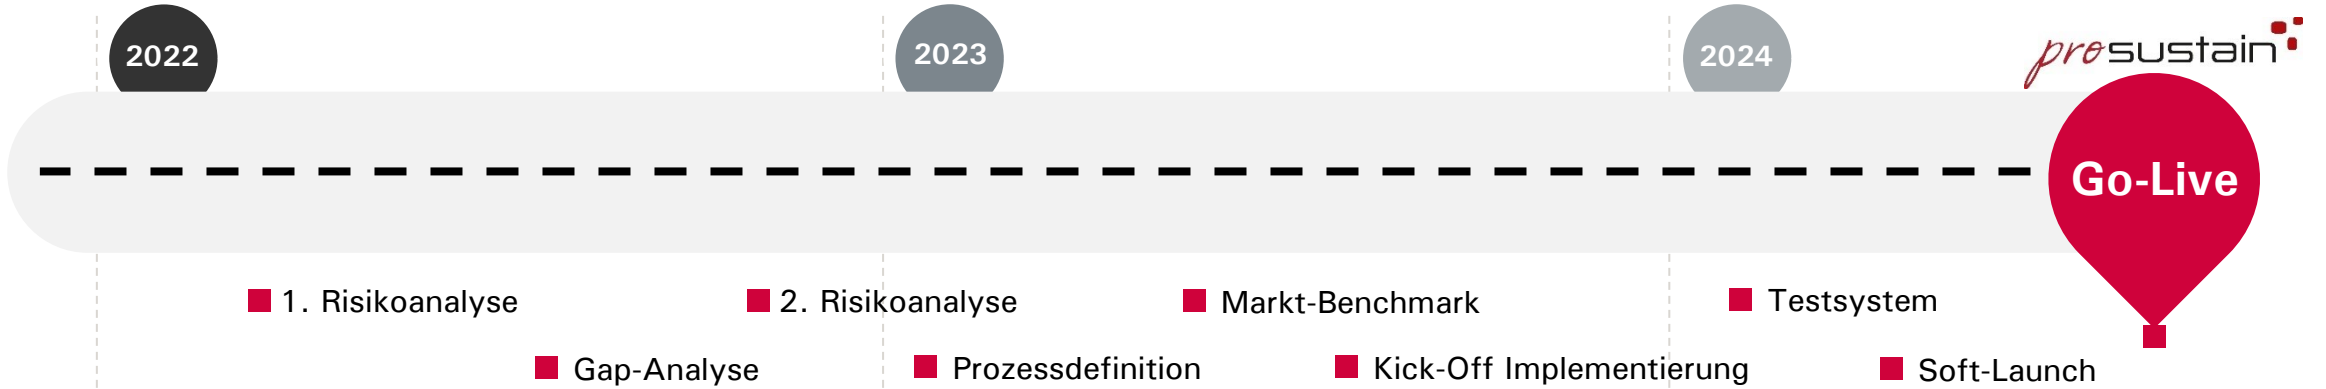 2022
2023
2024
prosustain
Go-Live
1. Risikoanalyse
2. Risikoanalyse
Markt-Benchmark
Testsystem
Gap-Analyse
Prozessdefinition
Kick-Off Implementierung
Soft-Launch